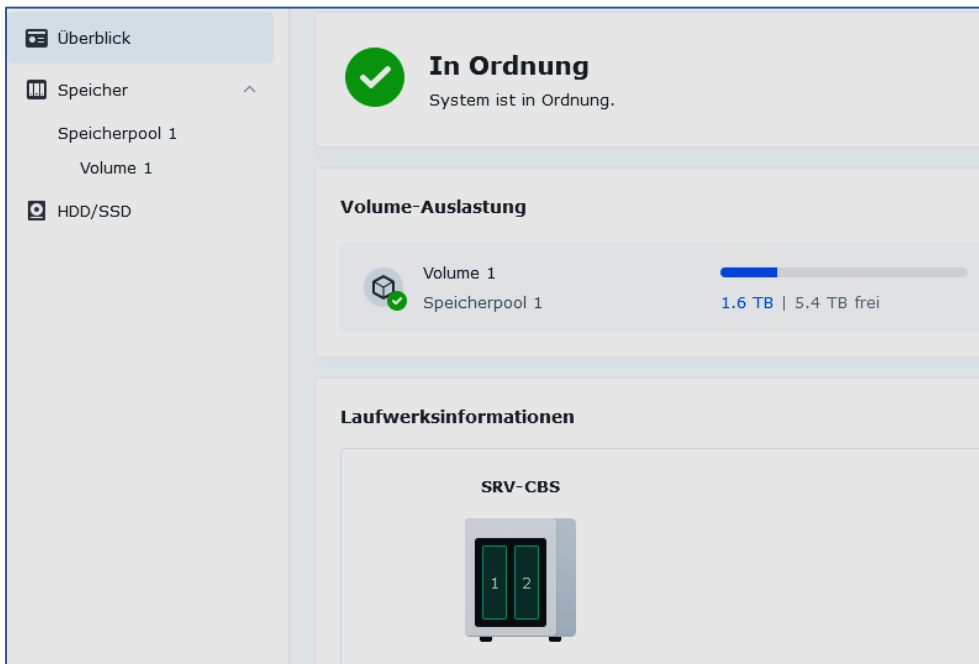 Überblick
Speicher
Speicherpool 1
Volume 1
HDD/SSD
In Ordnung
System ist in Ordnung.
Volume-Auslastung
Volume 1
Speicherpool 1
1.6 TB | 5.4 TB frei
Laufwerksinformationen
SRV-CBS
1 2